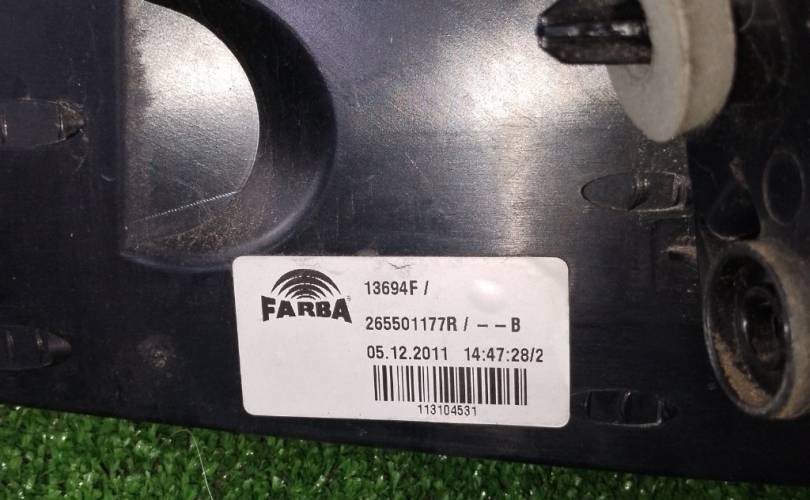 FARBA®
13694F /
265501177R / - - B
05.12.2011 14:47:28/2
113104531